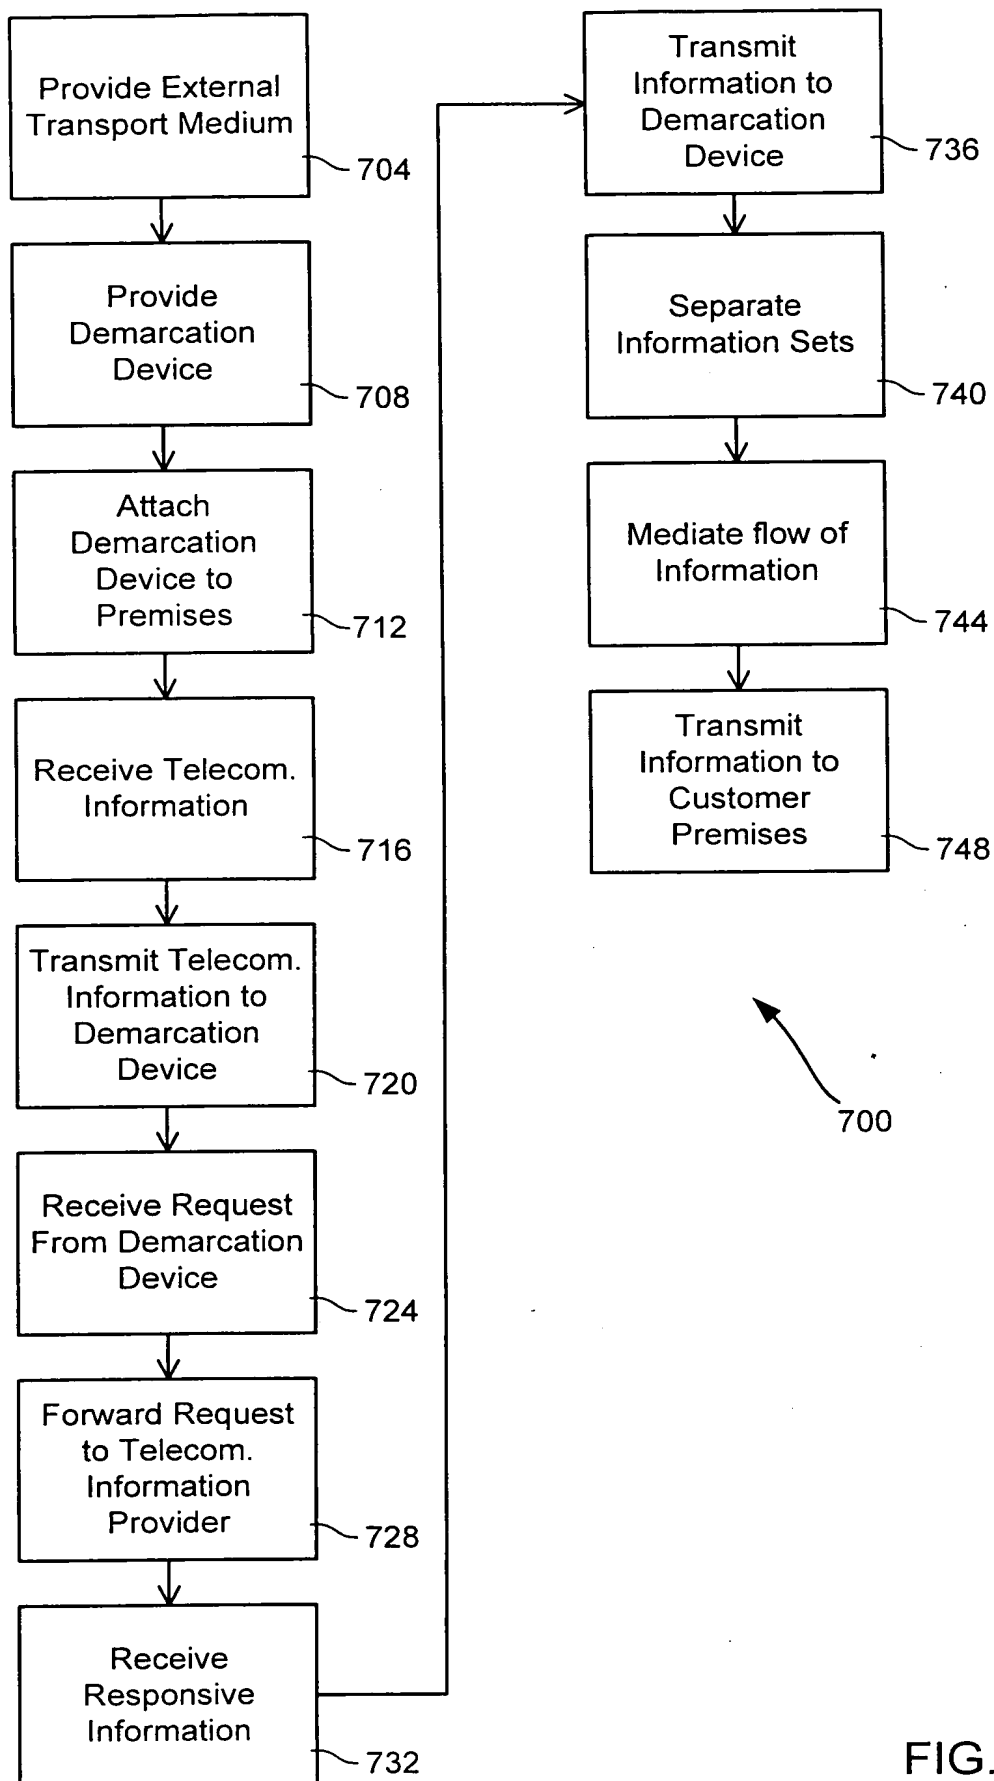 Provide External
Transport Medium
704
Provide
Demarcation
Device
708
Attach
Demarcation
Device to
Premises
712
Receive Telecom.
Information
716
Transmit Telecom.
Information to
Demarcation
Device
720
Receive Request
From Demarcation
Device
724
Forward Request
to Telecom.
Information
Provider
728
Receive
Responsive
Information
732
Transmit
Information to
Demarcation
Device
736
Separate
Information Sets
740
Mediate flow of
Information
744
Transmit
Information to
Customer
Premises
748
700
FIG.